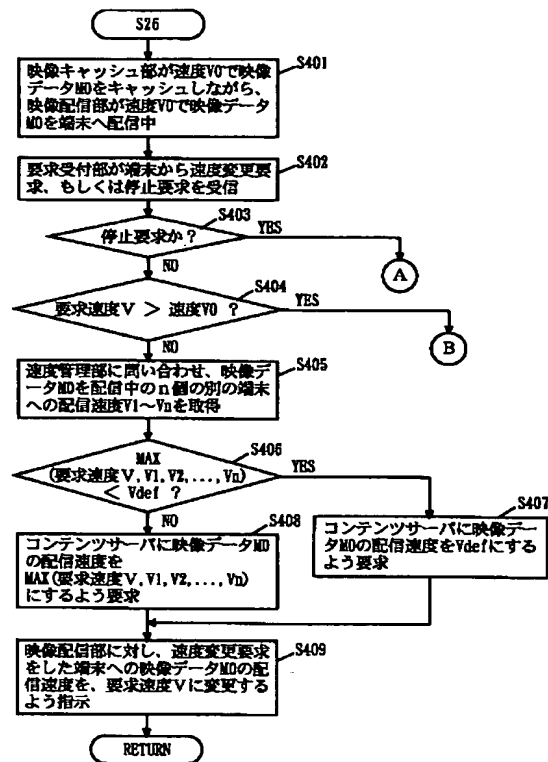 S26
S401
映像キャッシュ部が速度V0で映像
データM0をキャッシュしながら、
映像配信部が速度V0で映像データ
M0を端末へ配信中
S402
要求受付部が端末から速度変更要
求、もしくは停止要求を受信
S403
停止要求か？
YES
A
NO
S404
要求速度V ＞ 速度V0 ？
YES
B
NO
S405
速度管理部に問い合わせ、映像デ
ータM0を配信中のn個の別の端末
への配信速度V1～Vnを取得
S406
MAX
(要求速度V,V1,V2,...,Vn)
< Vdef ？
YES
NO
S407
コンテンツサーバに映像デー
タM0の配信速度をVdefにする
よう要求
S408
コンテンツサーバに映像データM0
の配信速度を
MAX(要求速度V,V1,V2,...,Vn)
にするよう要求
S409
映像配信部に対し、速度変更要求
をした端末への映像データM0の配
信速度を、要求速度Vに変更する
よう指示
RETURN